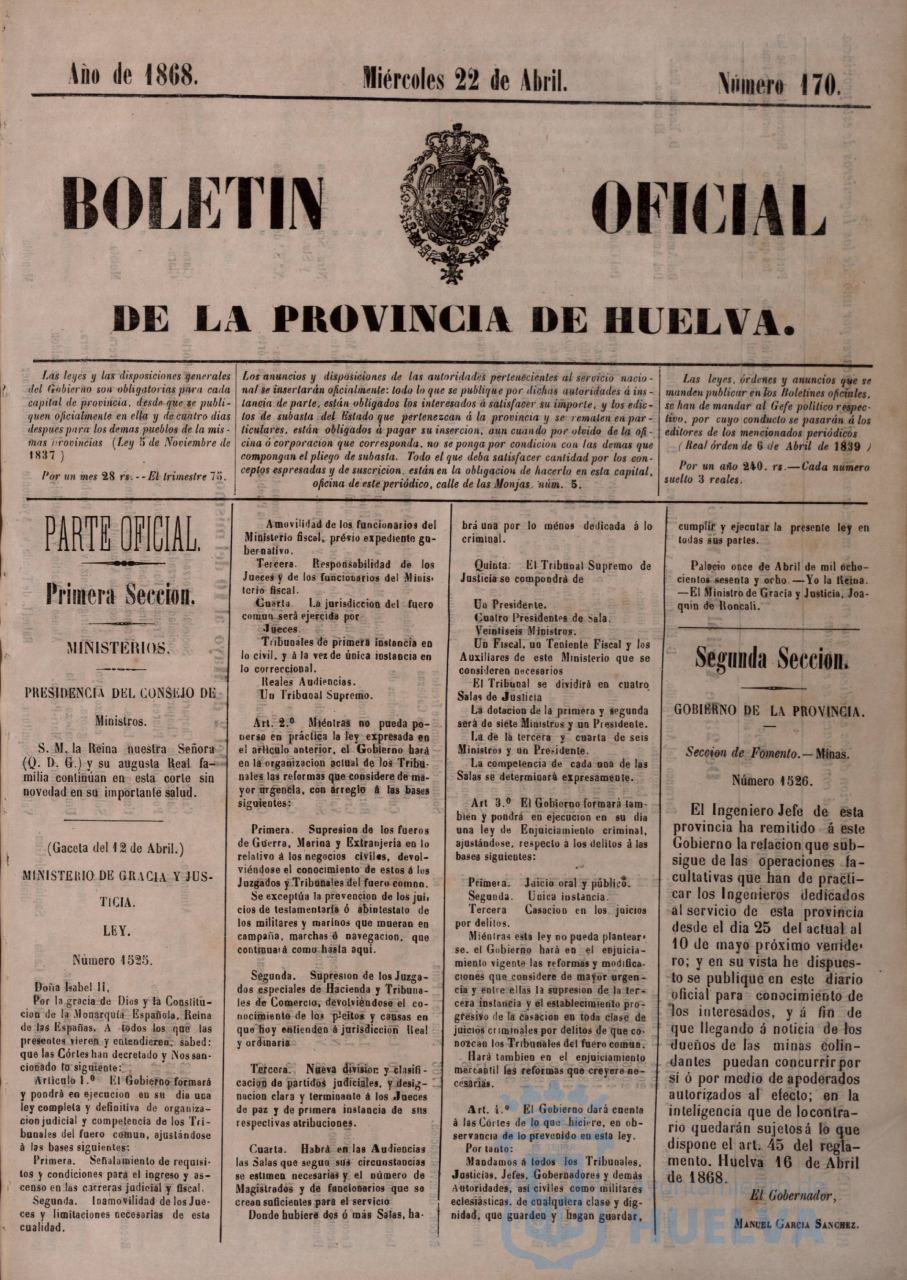 Año de 1868.
Miércoles 22 de Abril.
Número 170.
BOLETIN OFICIAL
DE LA PROVINCIA DE HUELVA.
Las leyes y las disposiciones generales
del Gobierno son obligatorias para cada
capital de provincia, desde que se publi-
quen oficialmente en ella y de cuatro dias
despues para los demas pueblos de la mis-
mas provincias (Ley 5 de Noviembre de
1837 )
Por un mes 28 rs.--El trimestre 75.
Los anuncios y disposiciones de las autoridades pertenecientes al servicio nacio-
nal se insertarán oficialmente: todo lo que se publique por dichas autoridades á ins-
tancia de parte, están obligados los interesados á satisfacer su importe, y los edic-
tos de subasta del Estado que pertenezcan á la provincia y se rematen en par-
ticulares, están obligados á pagar su insercion, aun cuando por olvido de la ofi-
cina ó corporacion que corresponda, no se ponga por condicion con las demas que
compongan el pliego de subasta. Todo el que deba satisfacer cantidad por los con-
ceptos espresadas y de suscricion, están en la obligacion de hacerlo en esta capital,
oficina de este periódico, calle de las Monjas, núm. 5.
Las leyes, órdenes y anuncios que se
manden publicar en los Boletines oficiales,
se han de mandar al Gefe político respec-
tivo, por cuyo conducto se pasarán á los
editores de los mencionados periódicos
(Real órden de 6 de Abril de 1839 )
Por un año 240. rs.—Cada número
suelto 3 reales.
PARTE OFICIAL.
Primera Seccion.
MINISTERIOS.
PRESIDENCIA DEL CONSEJO DE
Ministros.
S. M. la Reina nuestra Señora
(Q. D. G.) y su augusta Real fa-
milia continuan en esta corte sin
novedad en su importante salud.
(Gaceta del 12 de Abril.)
MINISTERIO DE GRACIA Y JUS-
TICIA.
LEY.
Número 1525.
Doña Isabel II,
Por la gracia de Dios y la Constitu-
cion de la Monarquía Española, Reina
de las Españas. A todos los que las
presentes vieren y entendieren, sabed:
que las Córtes han decretado y Nos san-
cionado lo siguiente:
Articulo 1.º El Gobierno formará
y pondrá en ejecucion en su dia una
ley completa y definitiva de organiza-
cion judicial y competencia de los Tri-
bunales del fuero comun, ajustándose
á las bases siguientes:
Primera. Señalamiento de requisi-
tos y condiciones para el ingreso y as-
censo en las carreras judicial y fiscal.
Segunda. Inamovilidad de los Jue-
ces y limitaciones necesarias de esta
cualidad.
Amovilidad de los funcionarios del
Ministerio fiscal, prévio expediente gu-
bernativo.
Tercera. Responsabilidad de los
Jueces y de los funcionarios del Minis-
terio fiscal.
Cuarta. La jurisdiccion del fuero
comun será ejercida por
Jueces.
Tribunales de primera instancia en
lo civil, y á la vez de única instancia en
lo correccional.
Reales Audiencias.
Un Tribunal Supremo.
Art. 2.º Miéntras no pueda po-
nerse en práctica la ley expresada en
el articulo anterior, el Gobierno hará
en la organizacion actual de los Tribu-
nales las reformas que considere de ma-
yor urgencia, con arreglo á las bases
siguientes:
Primera. Supresion de los fueros
de Guerra, Marina y Extranjeria en lo
relativo á los negocios civiles, devol-
viéndose el conocimiento de estos á los
Juzgados y Tribunales del fuero comun.
Se exceptúa la prevencion de los jui,
cios de testamentaría ó abintestato de
los militares y marinos que mueran en
campaña, marchas ó navegacion, que
continuará como hasta aquí.
Segunda. Supresion de los Juzga-
dos especiales de Hacienda y Tribuna-
les de Comercio, devolviéndose el co-
nocimiento de los pleitos y causas en
que hoy entienden á jurisdiccion Real
y ordinaria
Tercera. Nueva division y clasifi-
cacion de partidos judiciales, y desig-
nacion clara y terminante á los Jueces
de paz y de primera instancia de sus
respectivas atribuciones.
Cuarta. Habrá en las Audiencias
las Salas que segun sus circunstancias
se estimen necesarias y el número de
Magistrados y de funcionarios que se
crean suficientes para el servicio
Donde hubiere dos ó más Salas, ha-
brá una por lo ménos dedicada á lo
criminal.
Quinta: El Tribunal Supremo de
Justicia se compondrá de
Un Presidente.
Cuatro Presidentes de Sala.
Veintiseis Ministros.
Un Fiscal, un Teniente Fiscal y los
Auxiliares de este Ministerio que se
consideren necesarios
El Tribunal se dividirá en cuatro
Salas de Justicia
La dotacion de la primera y segunda
será de siete Ministros y un Presidente.
La de la tercera y cuarta de seis
Ministros y un Presidente.
La competencia de cada una de las
Salas se determinará expresamente.
Art 3.º El Gobierno formará tam-
bién y pondrá en ejecucion en su dia
una ley de Enjuiciamiento criminal,
ajustándose, respecto á los delitos á las
bases siguientes:
Primera. Juicio oral y público.
Segunda. Unica instancia.
Tercera Casacion en los juicios
por delitos.
Miéntras esta ley no pueda plantear-
se, el Gobierno hará en el enjuicia-
miento vigente las reformas y modifica-
ciones que considere de mayor urgen-
cia y entre ellas la supresion de la ter-
cera instancia y el establecimiento pro-
gresivo de la casacion en toda clase de
juicios criminales por delitos de que co-
nozcan los Tribunales del fuero comun.
Hará tambien en el enjuiciamiento
mercantil las reformas que creyere ne-
cesarias.
Art. 4.º El Gobierno dará cuenta
á las Córtes de lo que hiciere, en ob-
servancia de lo prevenido en esta ley.
Por tanto:
Mandamos á todos los Tribunales,
Justicias, Jefes, Gobernadores y demás
Autoridades, así civiles como militares
eclesiásticas, de cualquiera clase y dig-
nidad, que guarden y hagan guardar,
cumplir y ejecutar la presente ley en
todas sus partes.
Palacio once de Abril de mil ocho-
cientos sesenta y ocho.—Yo la Reina.
—El Ministro de Gracia y Justicia, Joa-
quin de Roncali.
Segunda Seccion.
GOBIERNO DE LA PROVINCIA.
Seccion de Fomento.—Minas.
Número 1526.
El Ingeniero Jefe de esta
provincia ha remitido á este
Gobierno la relacion que sub-
sigue de las operaciones fa-
cultativas que han de practi-
car los Ingenieros dedicados
al servicio de esta provincia
desde el dia 25 del actual al
10 de mayo próximo venide-
ro; y en su vista he dispues-
to se publique en este diario
oficial para conocimiento de
los interesados, y á fin de
que llegando á noticia de los
dueños de las minas colin-
dantes puedan concurrir por
sí ó por medio de apoderados
autorizados al efecto; en la
inteligencia que de lo contra-
rio quedarán sujetos á lo que
dispone el art. 45 del regla-
mento. Huelva 16 de Abril
de 1868.
El Gobernador,
MANUEL GARCIA SANCHEZ.
HUELVA